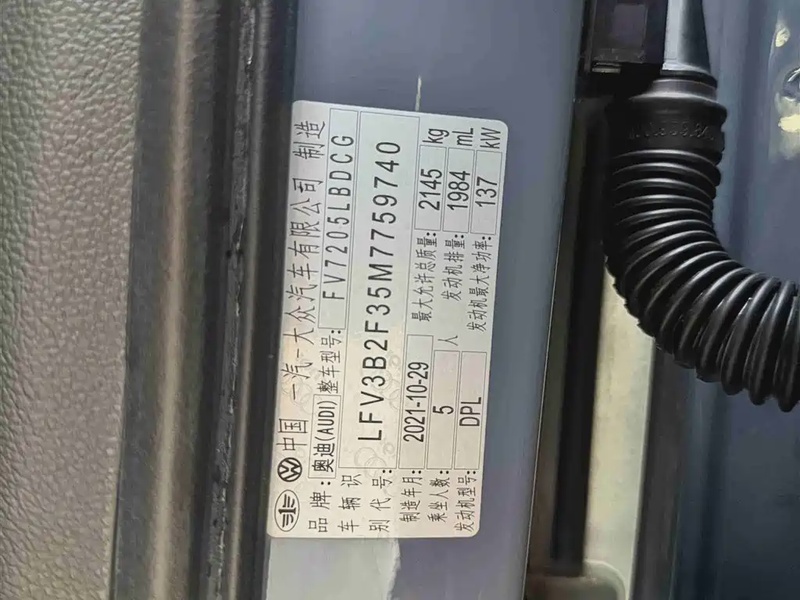 中国 一汽-大众汽车有限公司 制造
品牌: 奥迪(AUDI) 整车型号: FV7205LBDCG
车辆识
别代号: LFV3B2F35M7759740
制造年月: 2021-10-29 最大允许总质量: 2145 kg
乘坐人数: 5 人 发动机排量: 1984 mL
发动机型号: DPL 发动机最大净功率: 137 kW